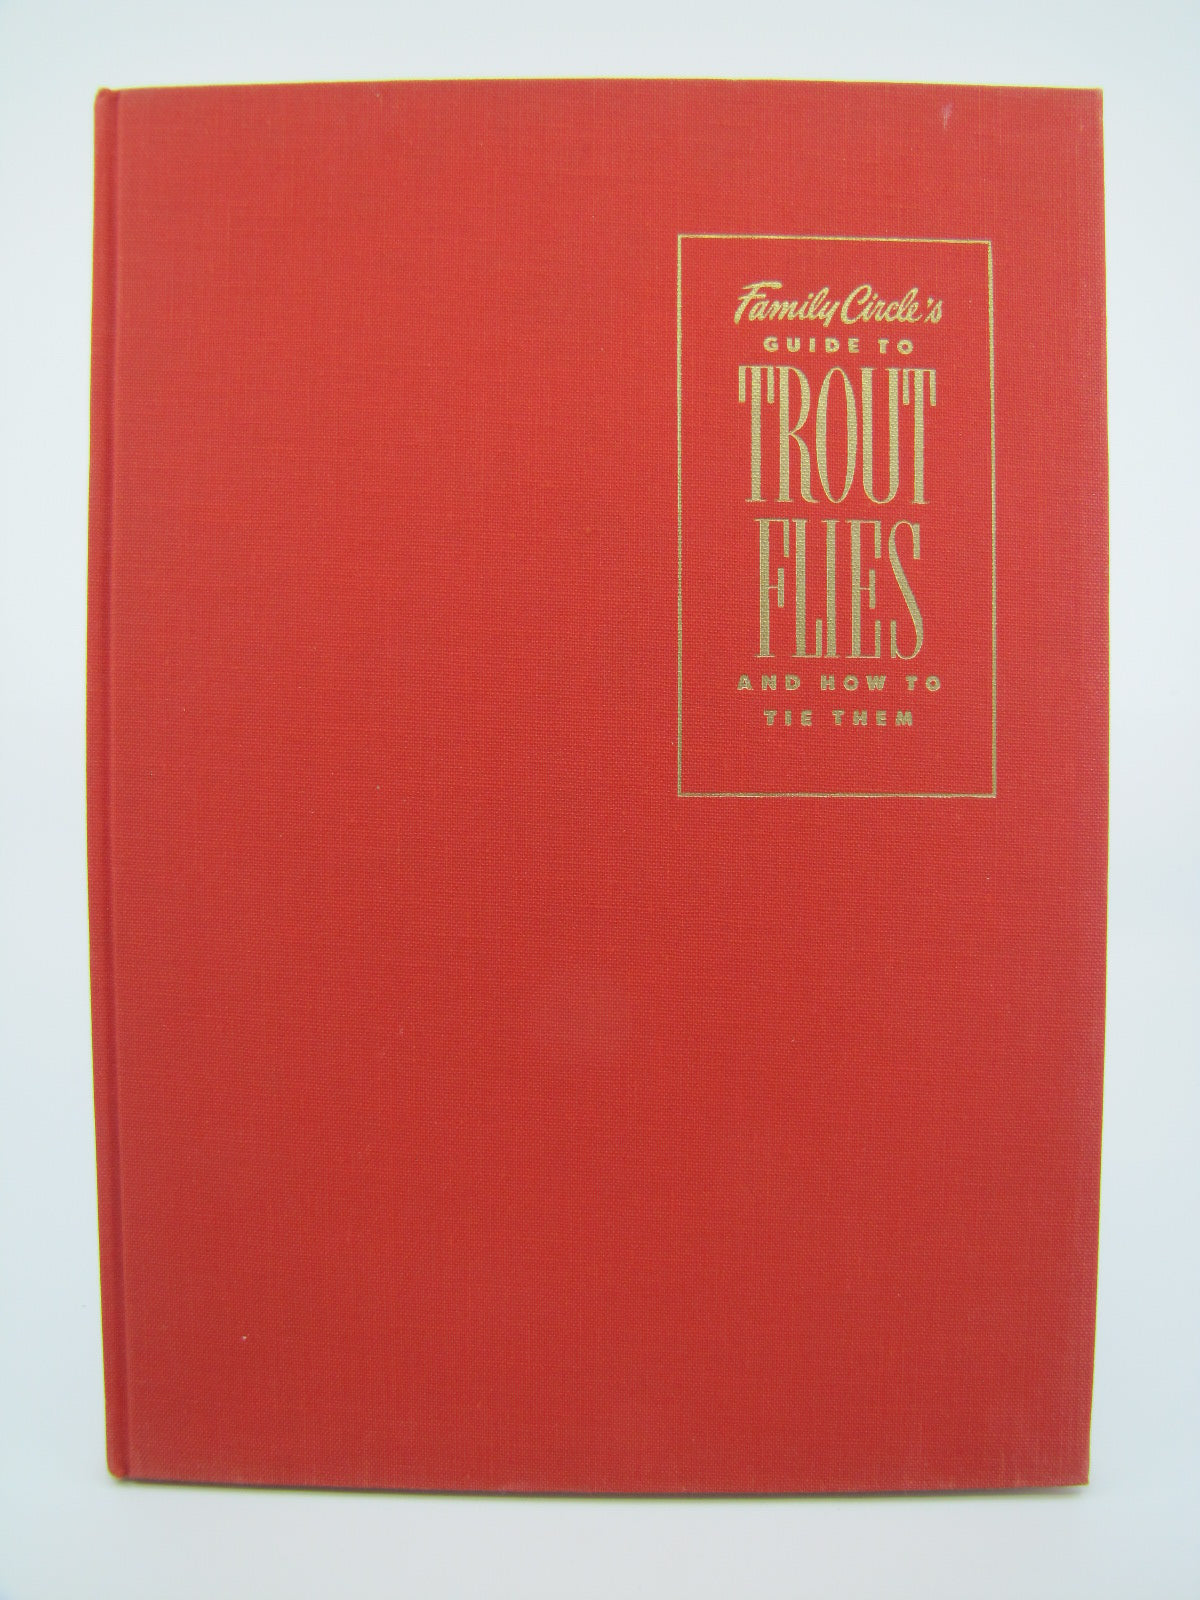 Family Circle's
GUIDE TO
TROUT
FLIES
AND HOW TO
TIE THEM